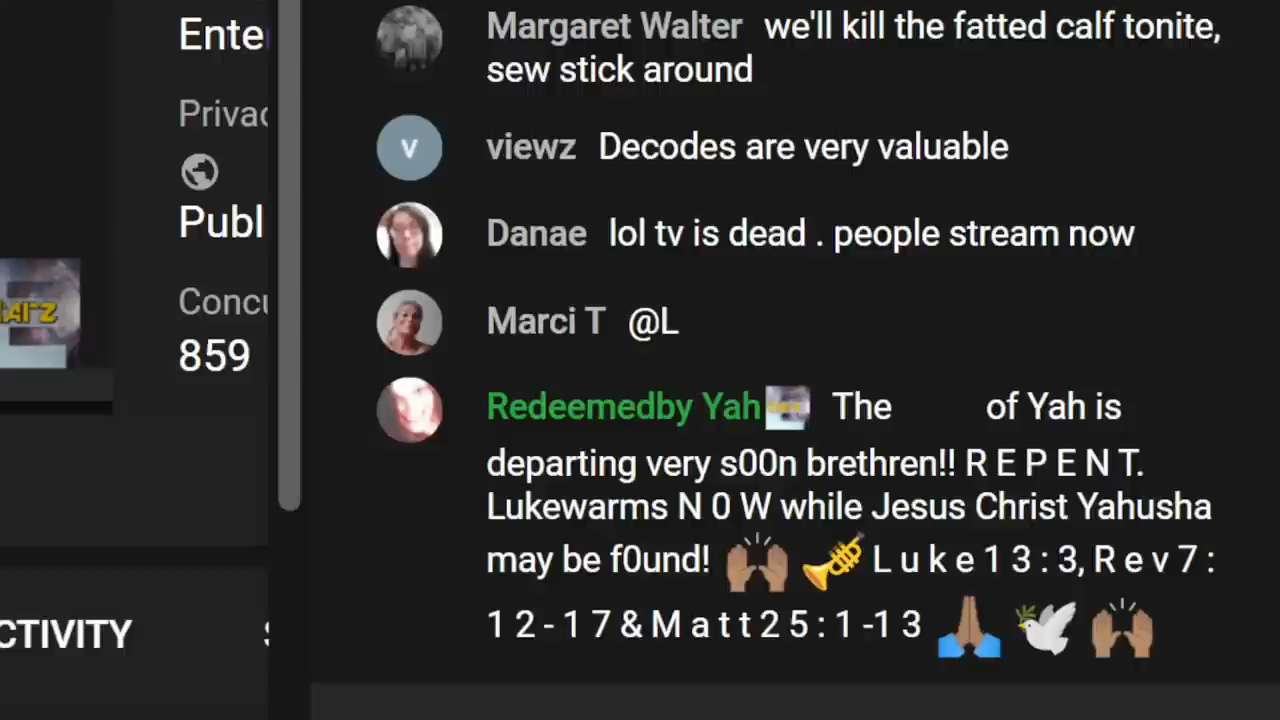 Ente
Privac
Publ
Concu
859
CTIVITY
Margaret Walter we'll kill the fatted calf tonite,
sew stick around
V
viewz Decodes are very valuable
Danae lol tv is dead . people stream now
Marci T @L
Redeemedby Yah The of Yah is
departing very s00n brethren!! R E P E N T.
Lukewarms N 0 W while Jesus Christ Yahusha
may be f0und! 🙌🏽 🎺 L u k e 1 3 : 3, R e v 7 :
1 2 - 1 7 & M a t t 2 5 : 1 -1 3 🙏🏽 🕊️ 🙌🏽